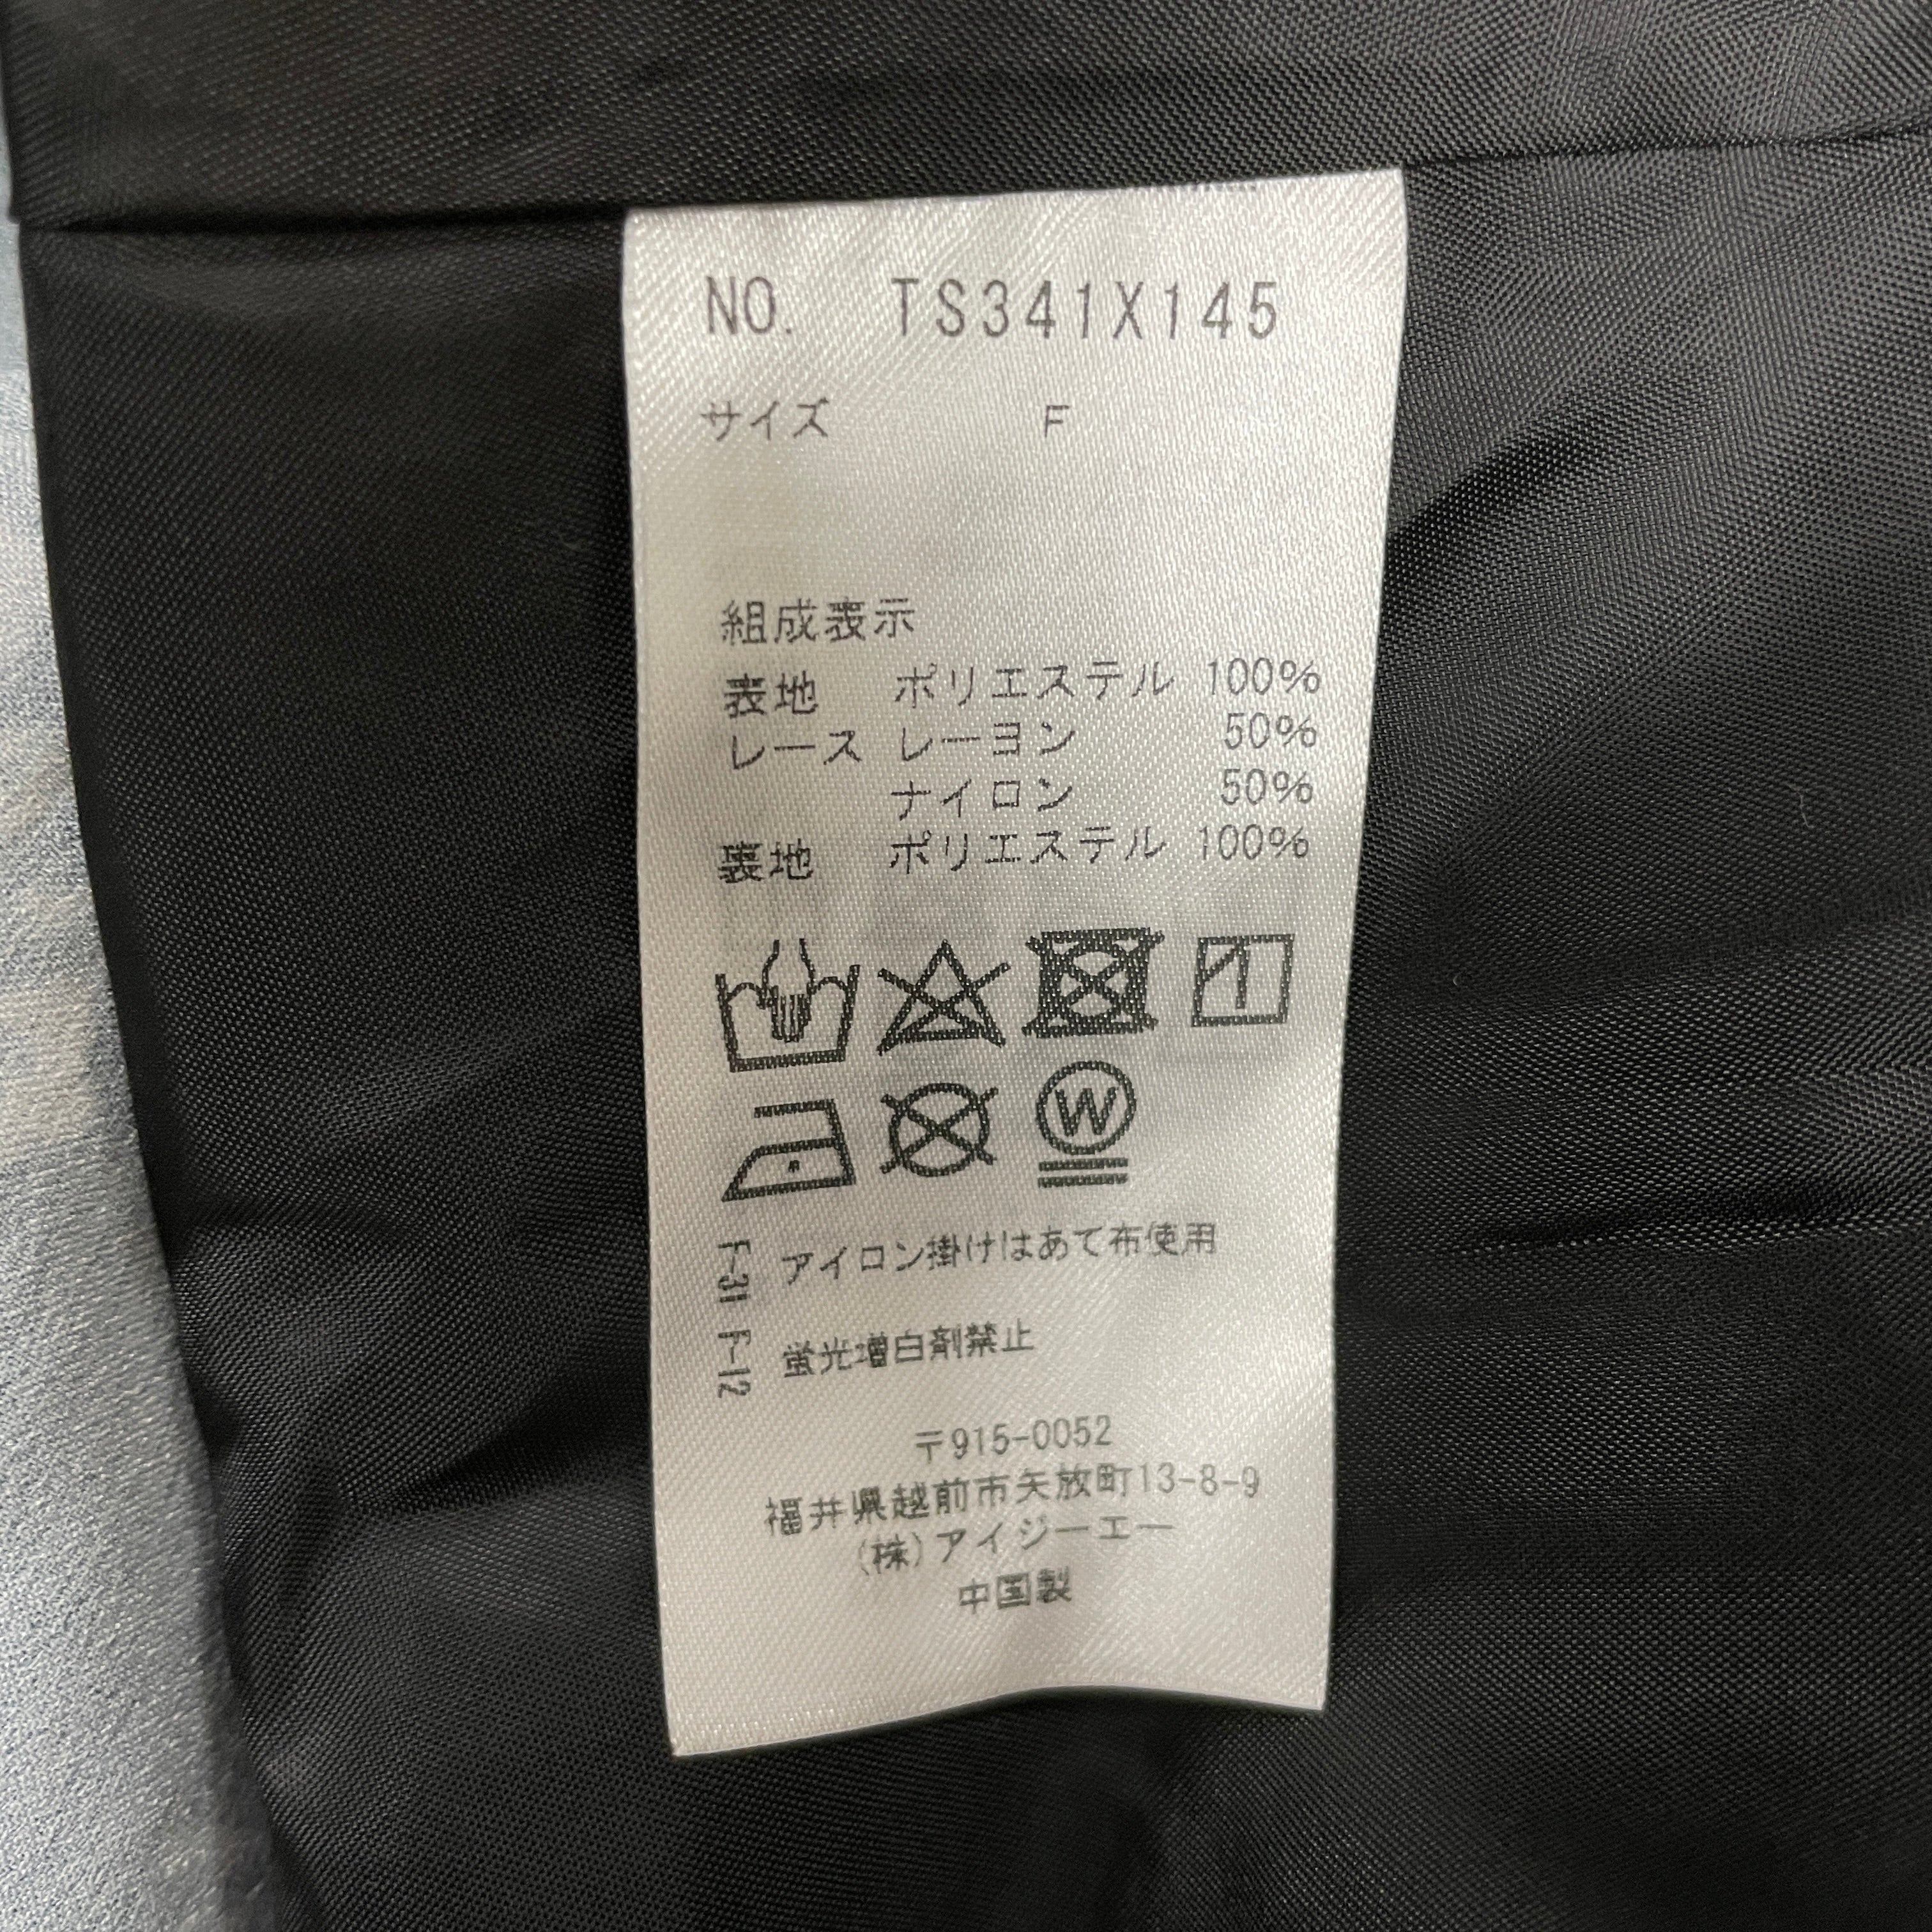 NO. TS341X145
サイズ F
組成表示
表地 ポリエステル 100%
レース レーヨン 50%
ナイロン 50%
裏地 ポリエステル 100%
W
F-31 アイロン掛けはあて布使用
F-12 蛍光増白剤禁止
〒915-0052
福井県越前市矢放町13-8-9
(株)アイジーエー
中国製